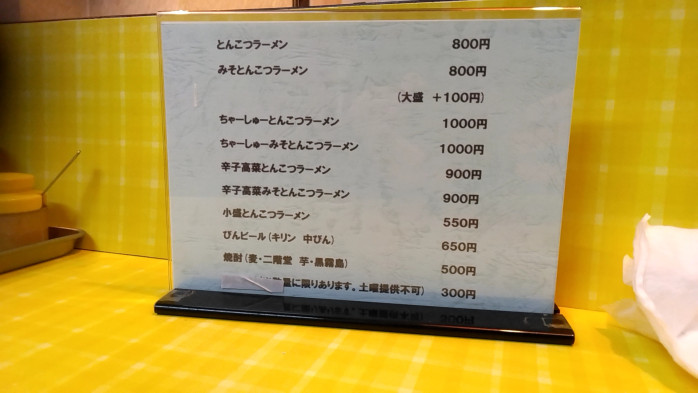 とんこつラーメン 800円
みそとんこつラーメン 800円
(大盛 +100円)
ちゃーしゅーとんこつラーメン 1000円
ちゃーしゅーみそとんこつラーメン 1000円
辛子高菜とんこつラーメン 900円
辛子高菜みそとんこつラーメン 900円
小盛とんこつラーメン 550円
びんビール(キリン 中びん) 650円
焼酎(麦・二階堂 芋・黒霧島) 500円
数量に限りあります。土曜提供不可) 300円